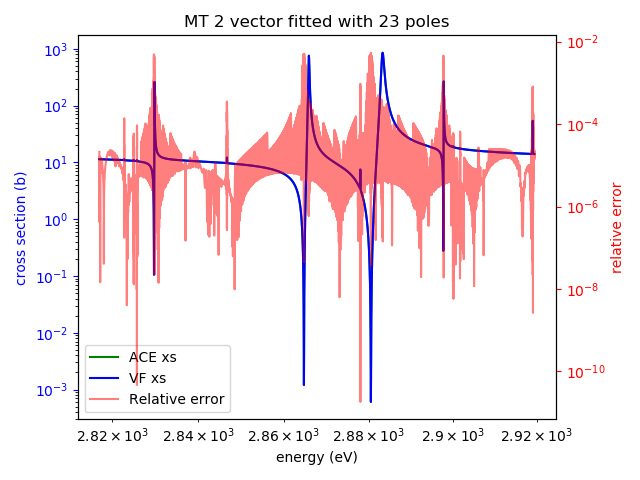 MT 2 vector fitted with 23 poles
10³
10²
10¹
10⁰
10⁻¹
10⁻²
10⁻³
cross section (b)
10⁻²
10⁻⁴
10⁻⁶
10⁻⁸
10⁻¹⁰
relative error
ACE xs
VF xs
Relative error
2.82 × 10³ 2.84 × 10³ 2.86 × 10³ 2.88 × 10³ 2.9 × 10³ 2.92 × 10³
energy (eV)